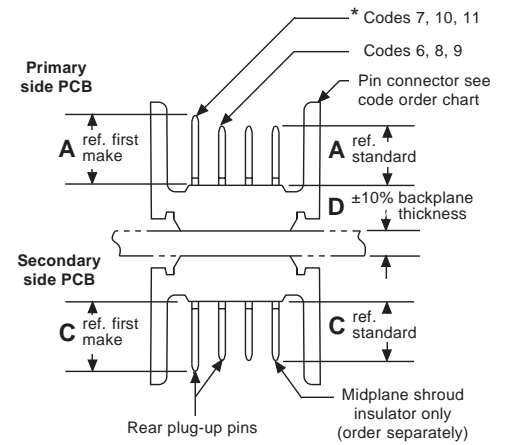 * Codes 7, 10, 11
Codes 6, 8, 9
Primary
side PCB
Pin connector see
code order chart
A ref. first
make
A ref.
standard
D ±10% backplane
thickness
Secondary
side PCB
C ref. first
make
C ref.
standard
Rear plug-up pins
Midplane shroud
insulator only
(order separately)